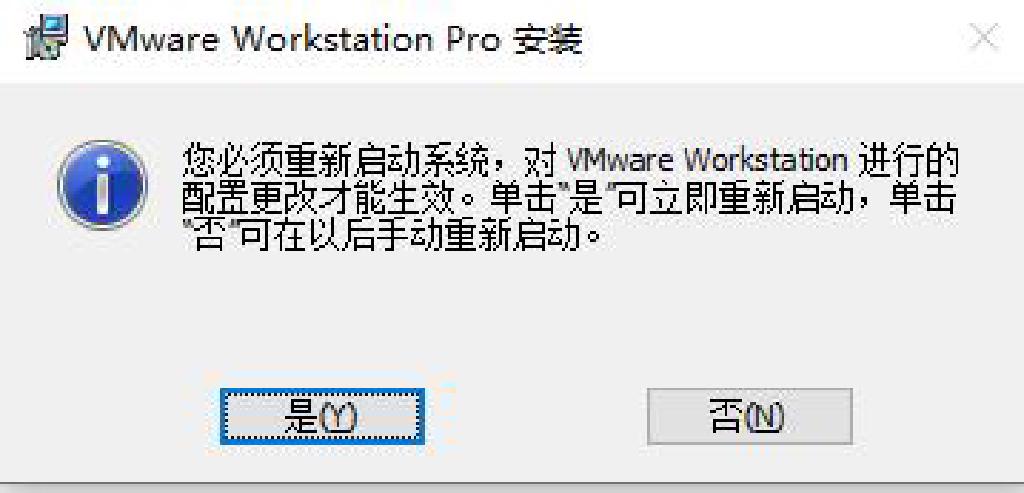 VMware Workstation Pro 安装
您必须重新启动系统，对 VMware Workstation 进行的
配置更改才能生效。单击"是"可立即重新启动，单击
"否"可在以后手动重新启动。
是(Y)
否(N)